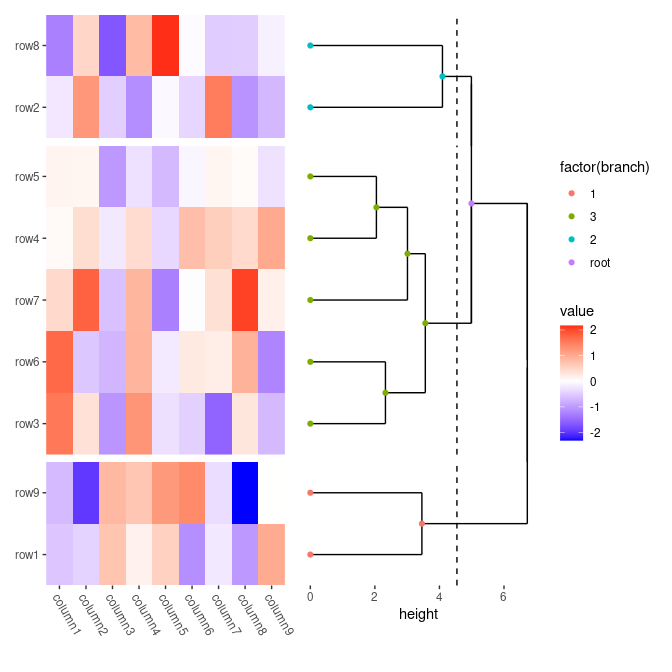 row8
row2
row5
row4
row7
row6
row3
row9
row1
column1
column2
column3
column4
column5
column6
column7
column8
column9
0
2
4
6
height
factor(branch)
1
3
2
root
value
2
1
0
-1
-2